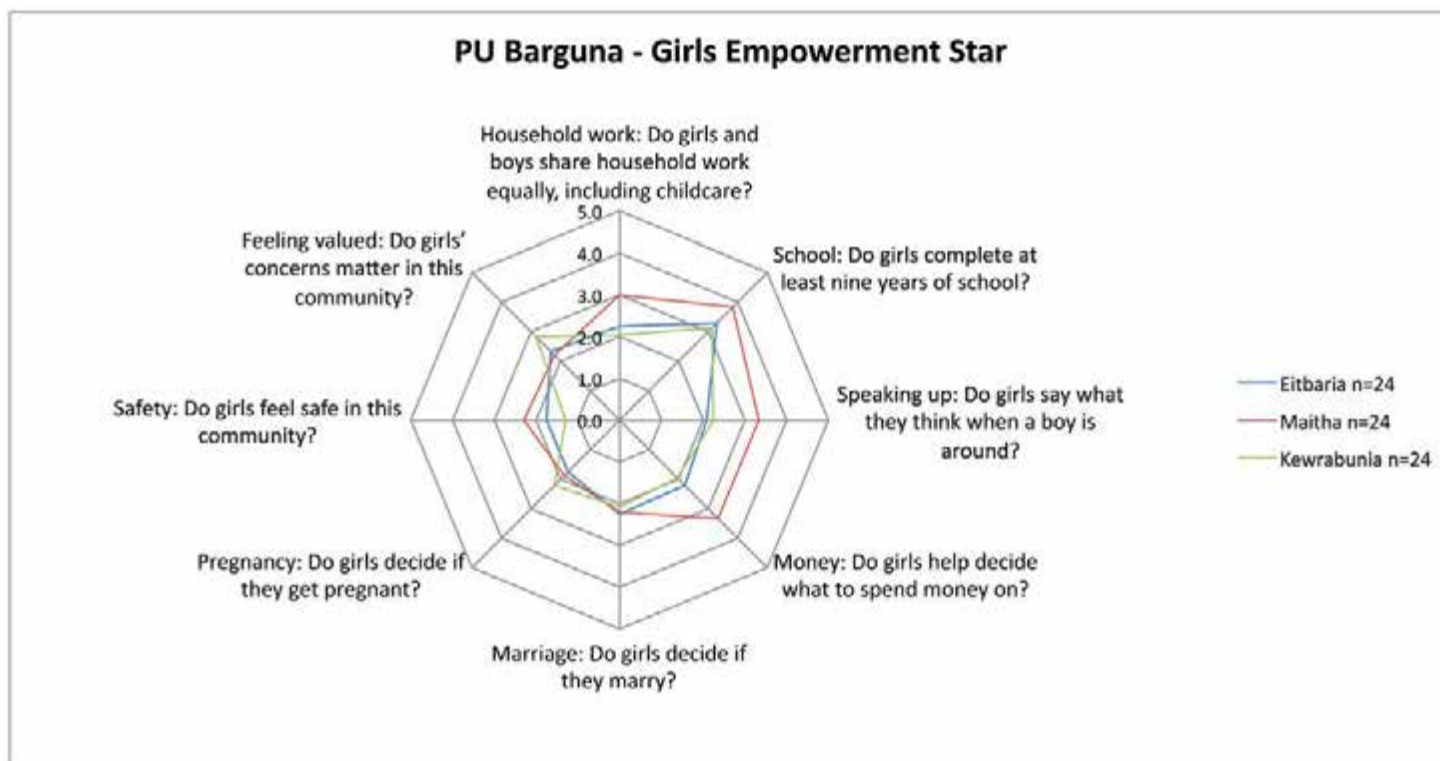 PU Barguna - Girls Empowerment Star
Household work: Do girls and
boys share household work
equally, including childcare?
5.0
4.0
3.0
2.0
1.0
0.0
School: Do girls complete at
least nine years of school?
Speaking up: Do girls say what
they think when a boy is
around?
Money: Do girls help decide
what to spend money on?
Marriage: Do girls decide if
they marry?
Pregnancy: Do girls decide if
they get pregnant?
Safety: Do girls feel safe in this
community?
Feeling valued: Do girls’
concerns matter in this
community?
Eitbaria n=24
Maitha n=24
Kewrabunia n=24